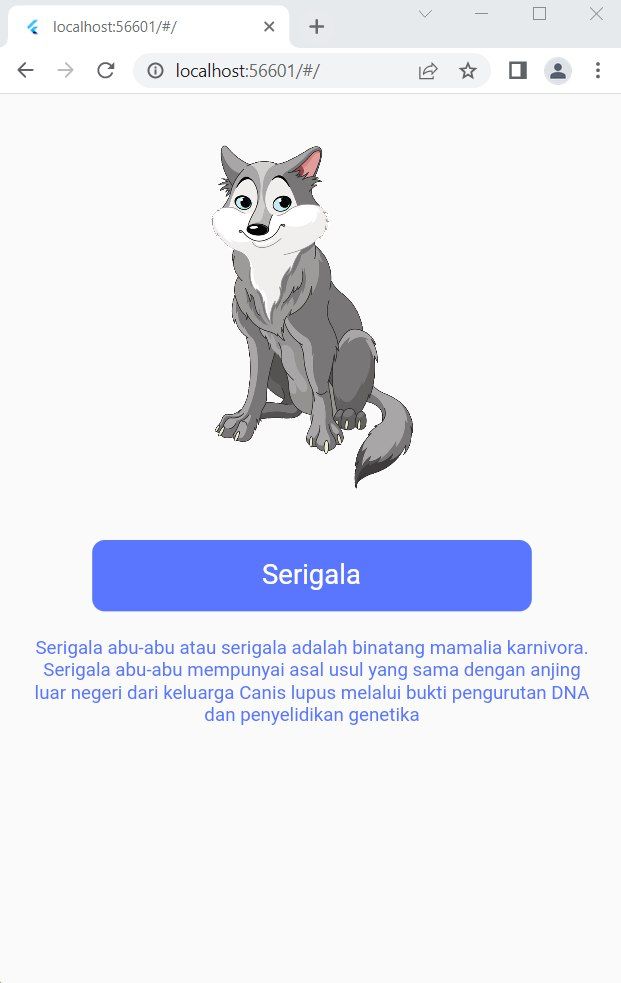 localhost:56601/#/
localhost:56601/#/
Serigala
Serigala abu-abu atau serigala adalah binatang mamalia karnivora.
Serigala abu-abu mempunyai asal usul yang sama dengan anjing
luar negeri dari keluarga Canis lupus melalui bukti pengurutan DNA
dan penyelidikan genetika